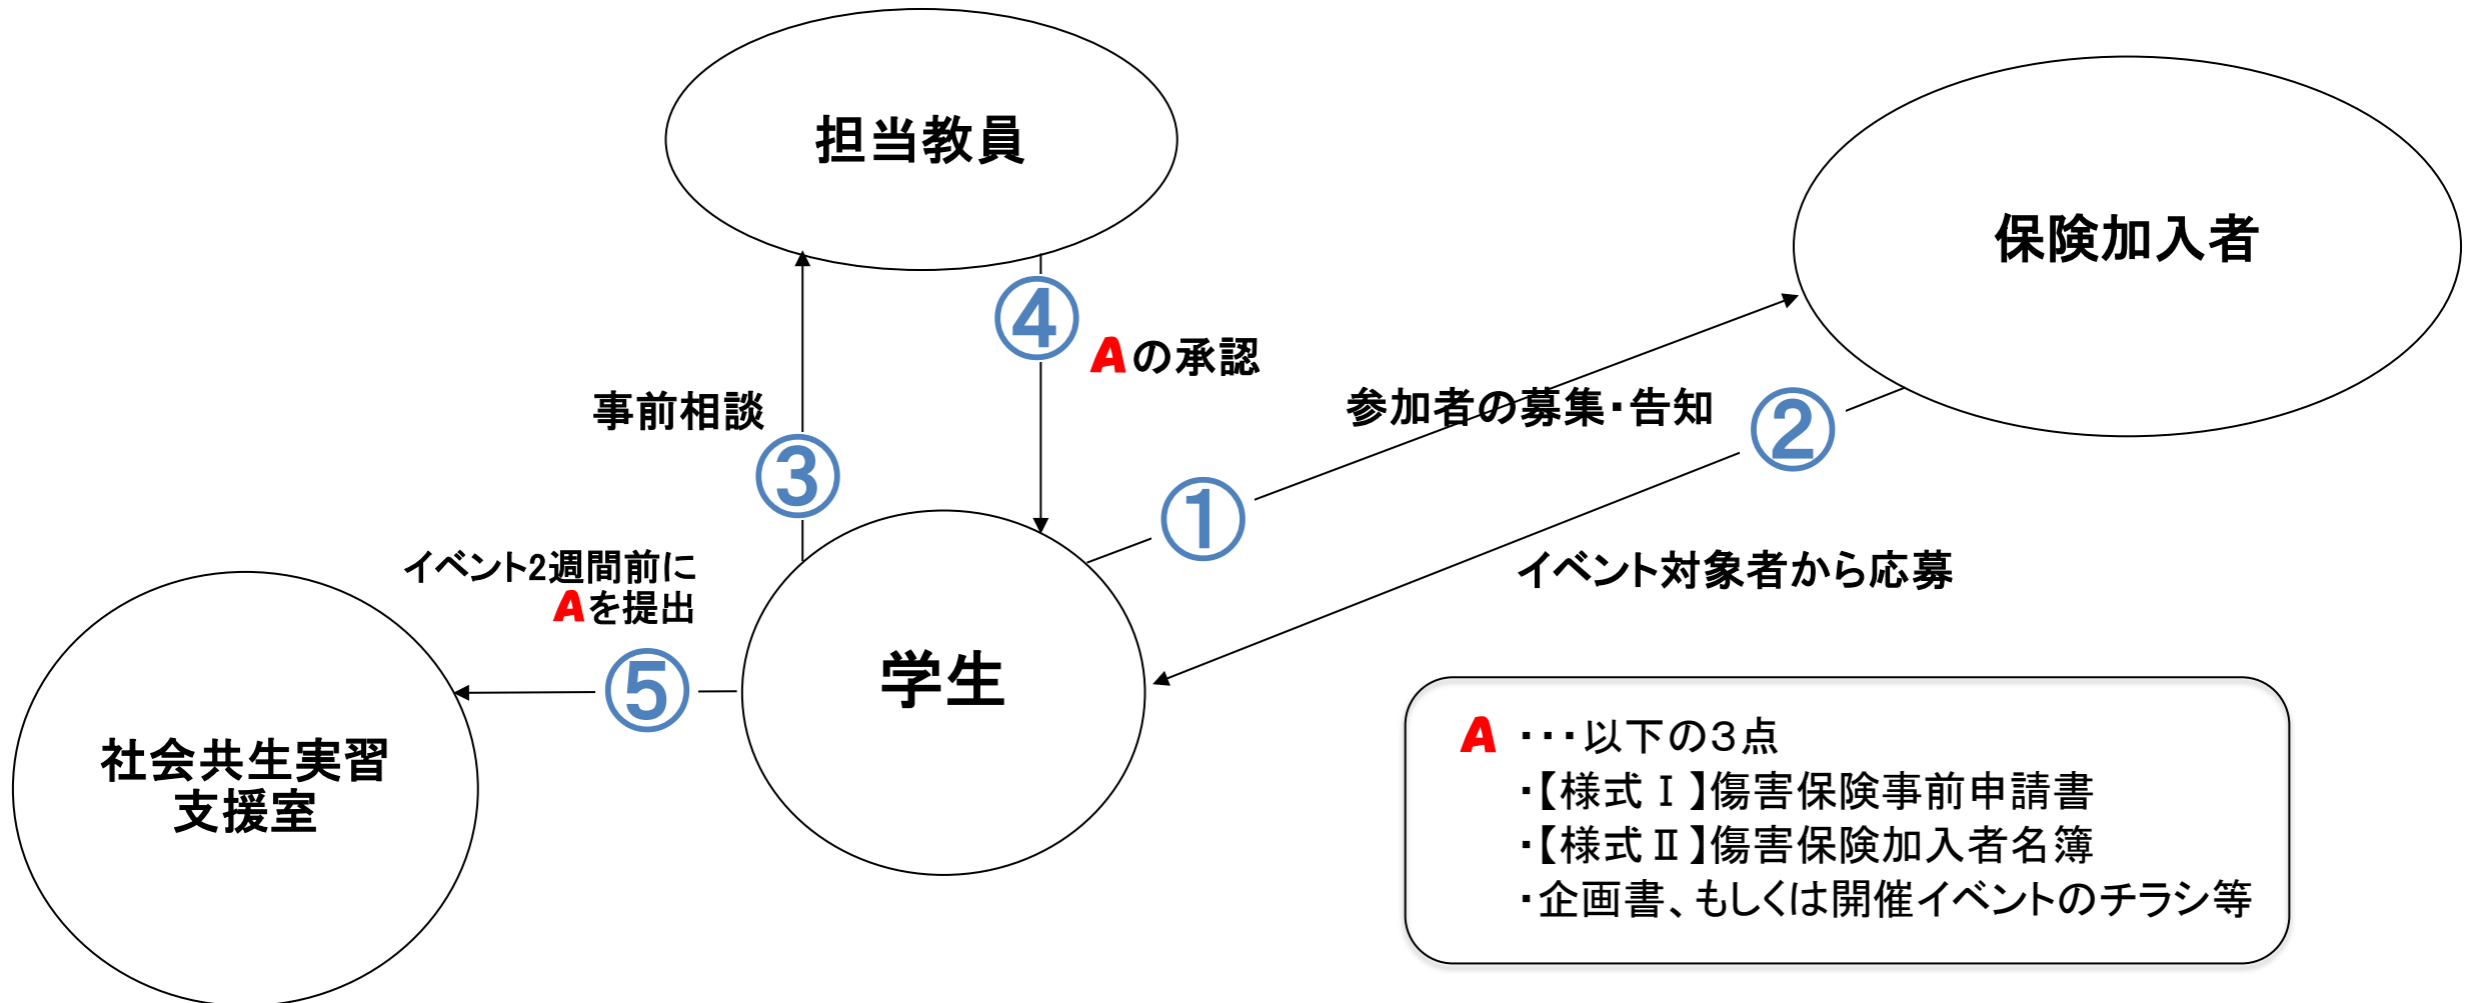 担当教員
保険加入者
④
Aの承認
事前相談
参加者の募集・告知
②
③
①
イベント2週間前に
Aを提出
イベント対象者から応募
⑤
学生
社会共生実習
支援室
A ・・・以下の3点
・【様式Ⅰ】傷害保険事前申請書
・【様式Ⅱ】傷害保険加入者名簿
・企画書、もしくは開催イベントのチラシ等